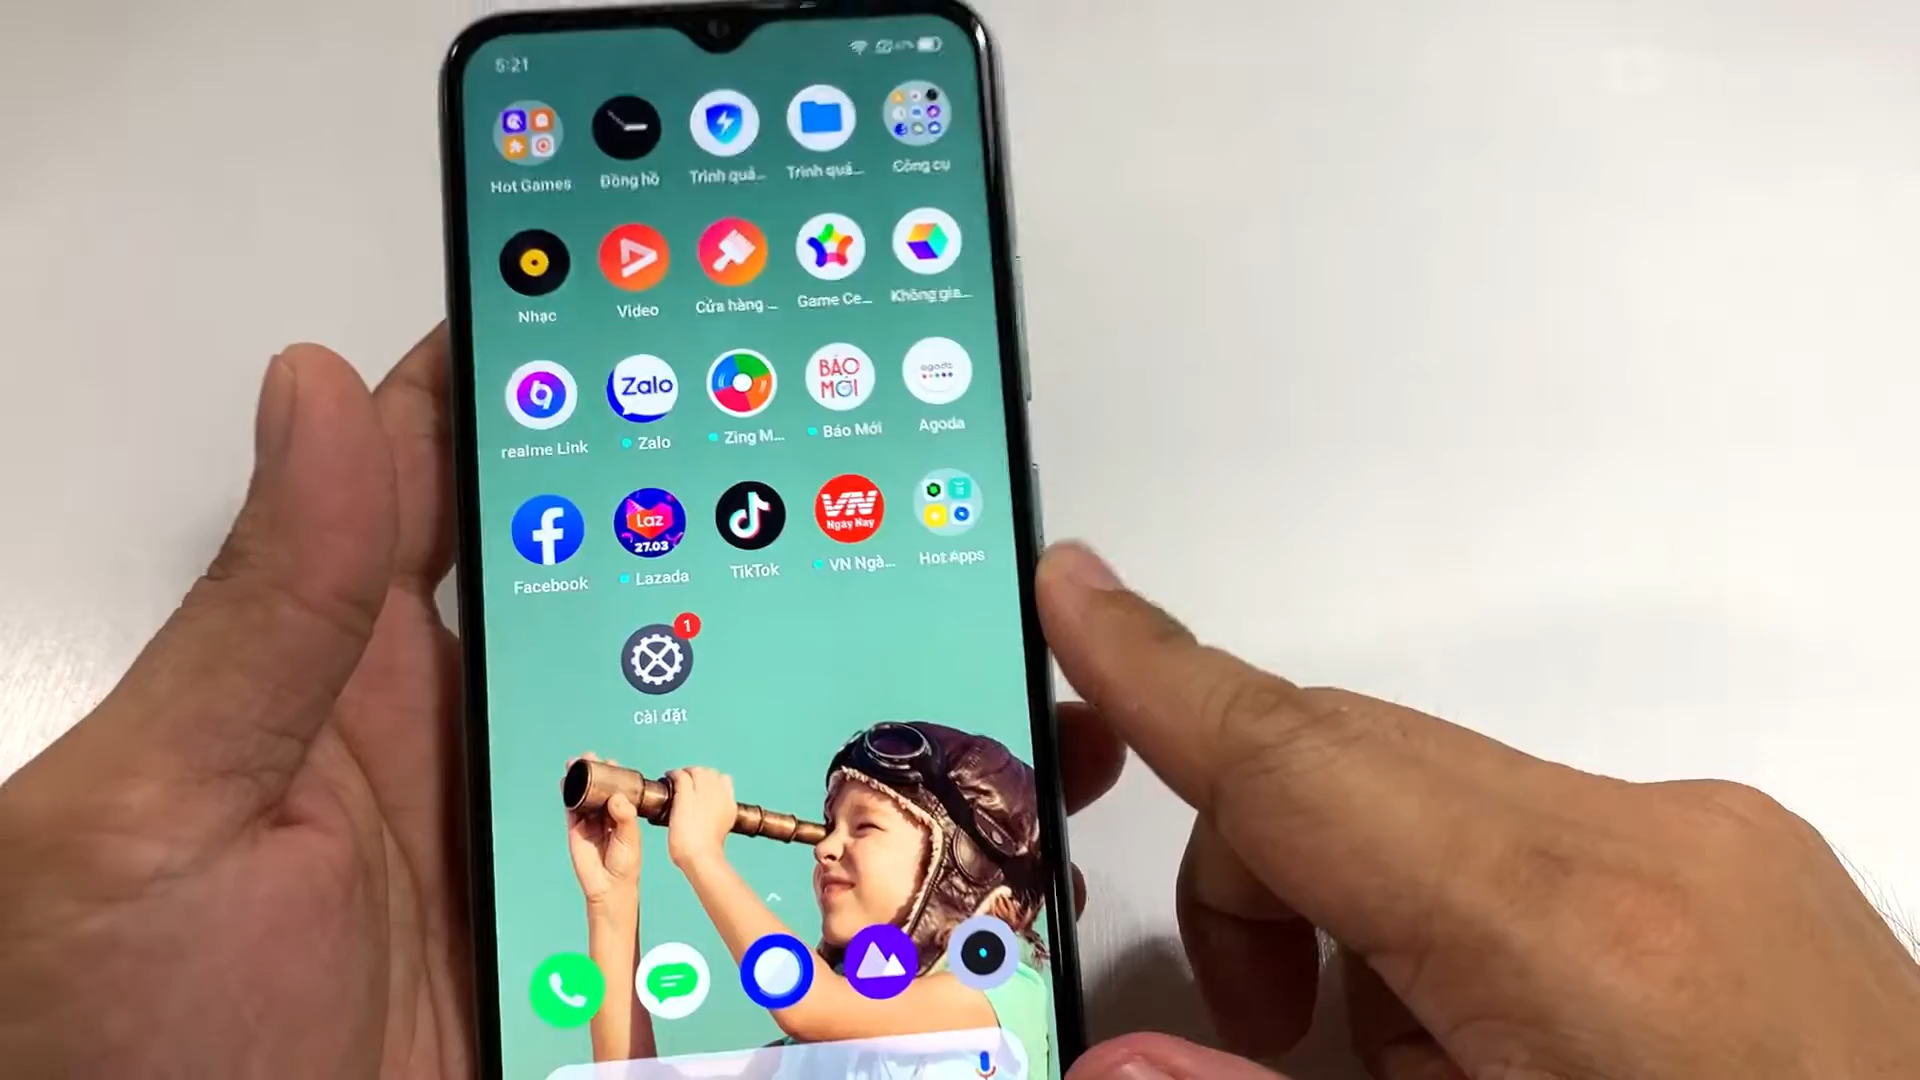 5:21
Hot Games
Đồng hồ
Trình quả...
Trình quả...
Công cụ
Nhạc
Video
Cửa hàng ...
Game Ce...
Không gia...
realme Link
Zalo
Zalo
Zing M...
BÁO
MỚI
Báo Mới
agoda
Agoda
Facebook
Laz
27.03
Lazada
TikTok
VN
Ngày Nay
VN Ngà...
Hot Apps
1
Cài đặt